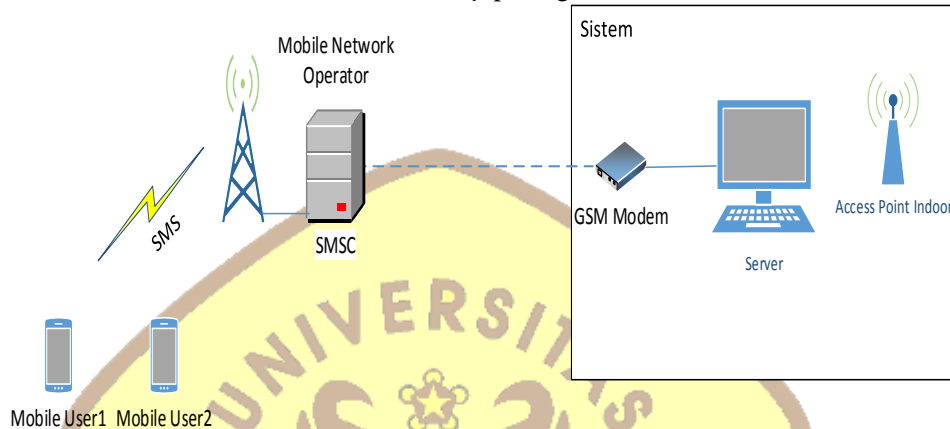 Sistem
Mobile Network
Operator
SMS
SMSC
GSM Modem
Server
Access Point Indoor
Mobile User1 Mobile User2
UNIVERSITAS